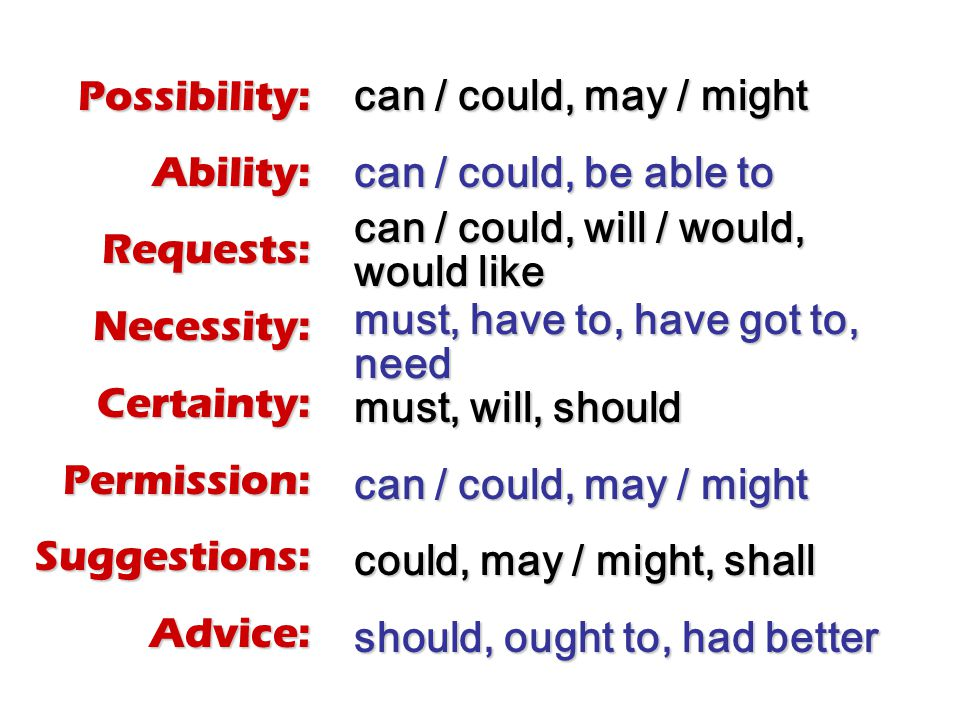 Possibility: can / could, may / might
Ability: can / could, be able to
Requests: can / could, will / would,
would like
Necessity: must, have to, have got to,
need
Certainty: must, will, should
Permission: can / could, may / might
Suggestions: could, may / might, shall
Advice: should, ought to, had better